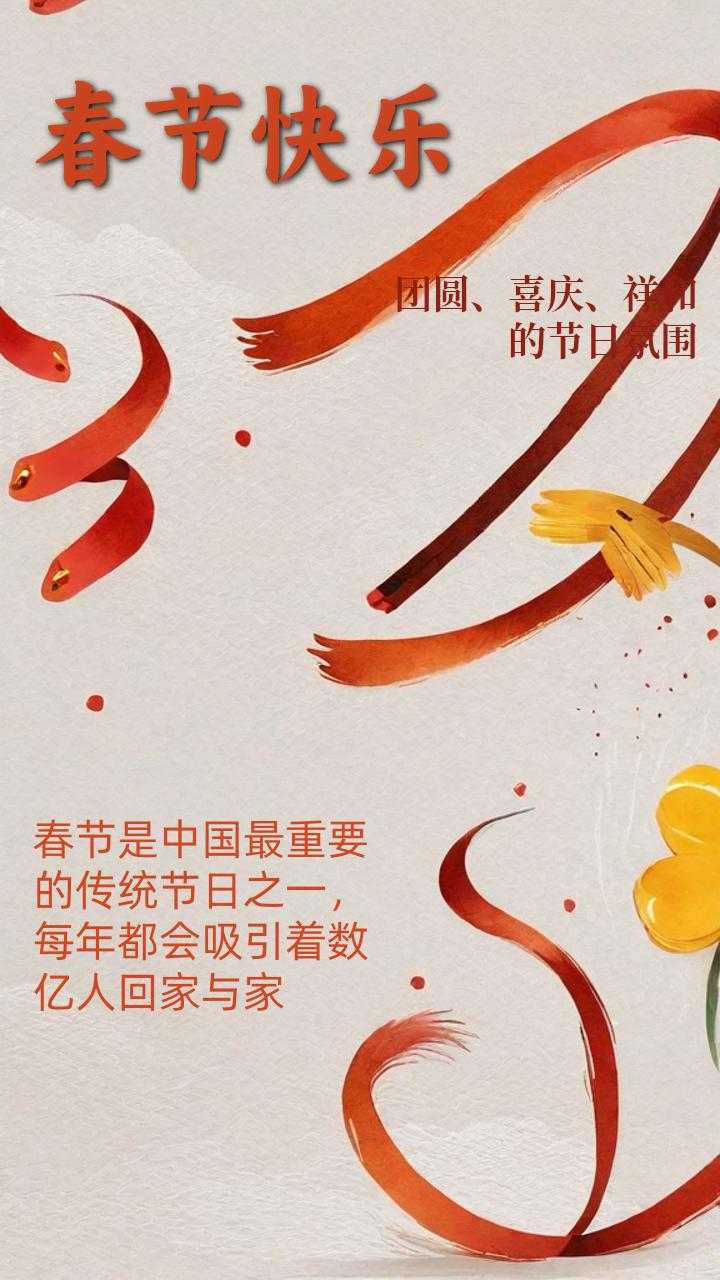 春节快乐
团圆、喜庆、祥和
的节日氛围
春节是中国最重要
的传统节日之一，
每年都会吸引着数
亿人回家与家